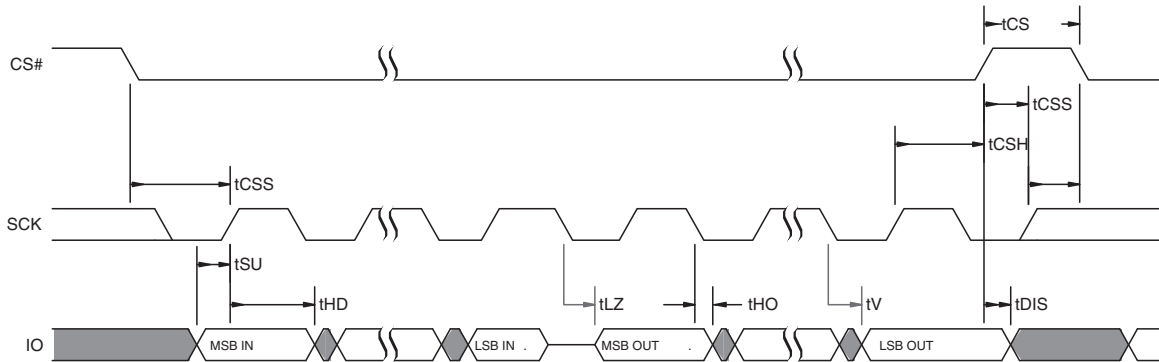 tCS
CS#
tCSS
tCSH
tCSS
SCK
tSU
tHD
tLZ
tHO
tV
tDIS
IO
MSB IN
LSB IN .
MSB OUT .
LSB OUT